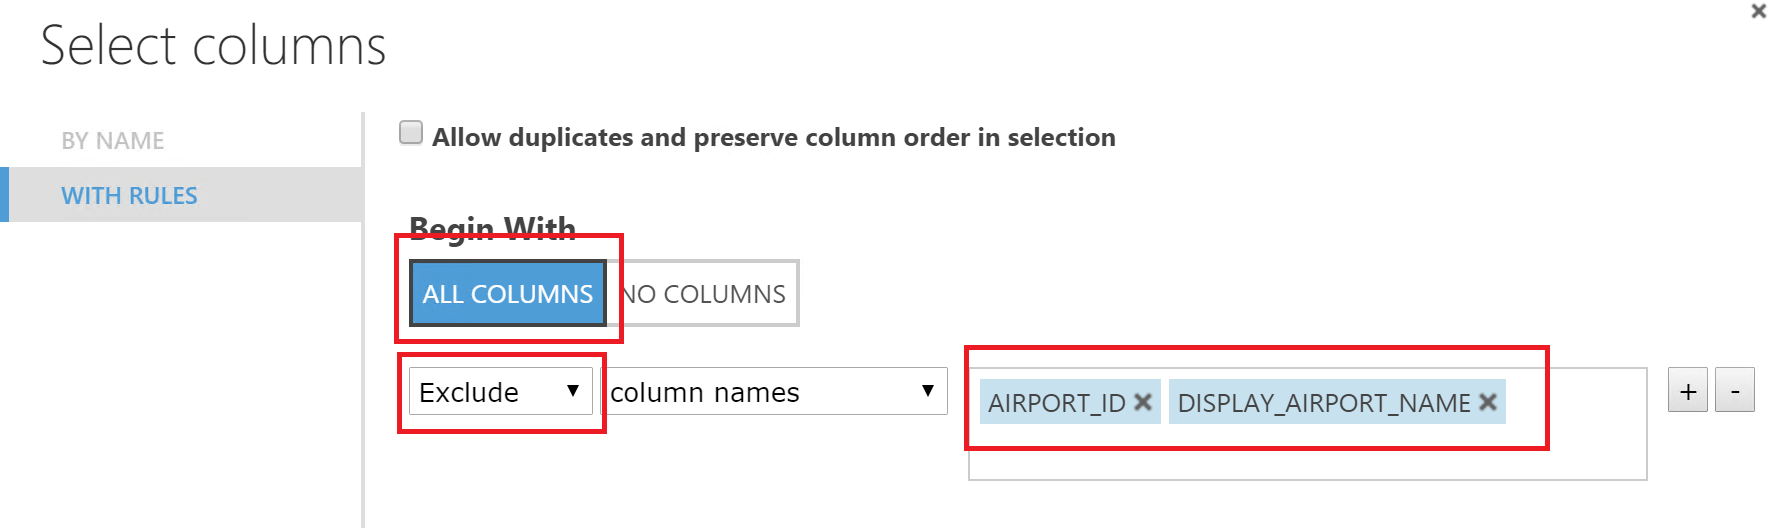 Select columns
BY NAME
WITH RULES
Allow duplicates and preserve column order in selection
Begin With
ALL COLUMNS NO COLUMNS
Exclude column names AIRPORT_ID DISPLAY_AIRPORT_NAME + -